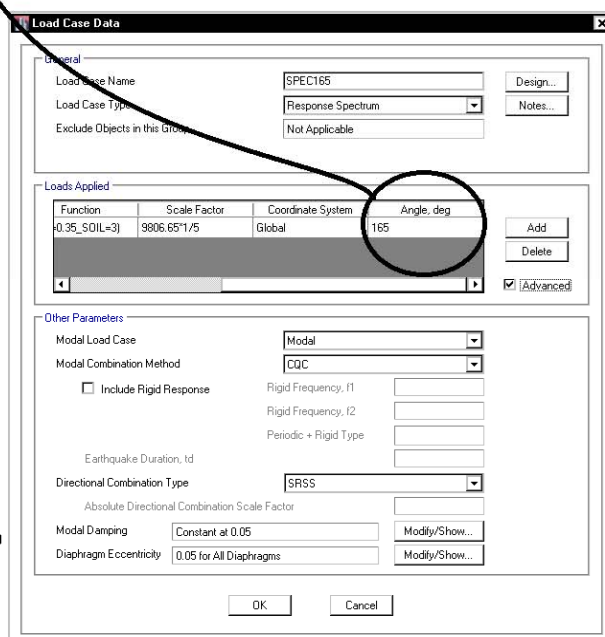 Load Case Data
General
Load Case Name SPEC165 Design...
Load Case Type Response Spectrum Notes...
Exclude Objects in this Group Not Applicable
Loads Applied
Function Scale Factor Coordinate System Angle, deg
=0.35_SOIL=3) 9806.65*1/5 Global 165 Add
Delete
Advanced
Other Parameters
Modal Load Case Modal
Modal Combination Method CQC
Include Rigid Response Rigid Frequency, f1
Rigid Frequency, f2
Periodic + Rigid Type
Earthquake Duration, td
Directional Combination Type SRSS
Absolute Directional Combination Scale Factor
Modal Damping Constant at 0.05 Modify/Show...
Diaphragm Eccentricity 0.05 for All Diaphragms Modify/Show...
OK Cancel